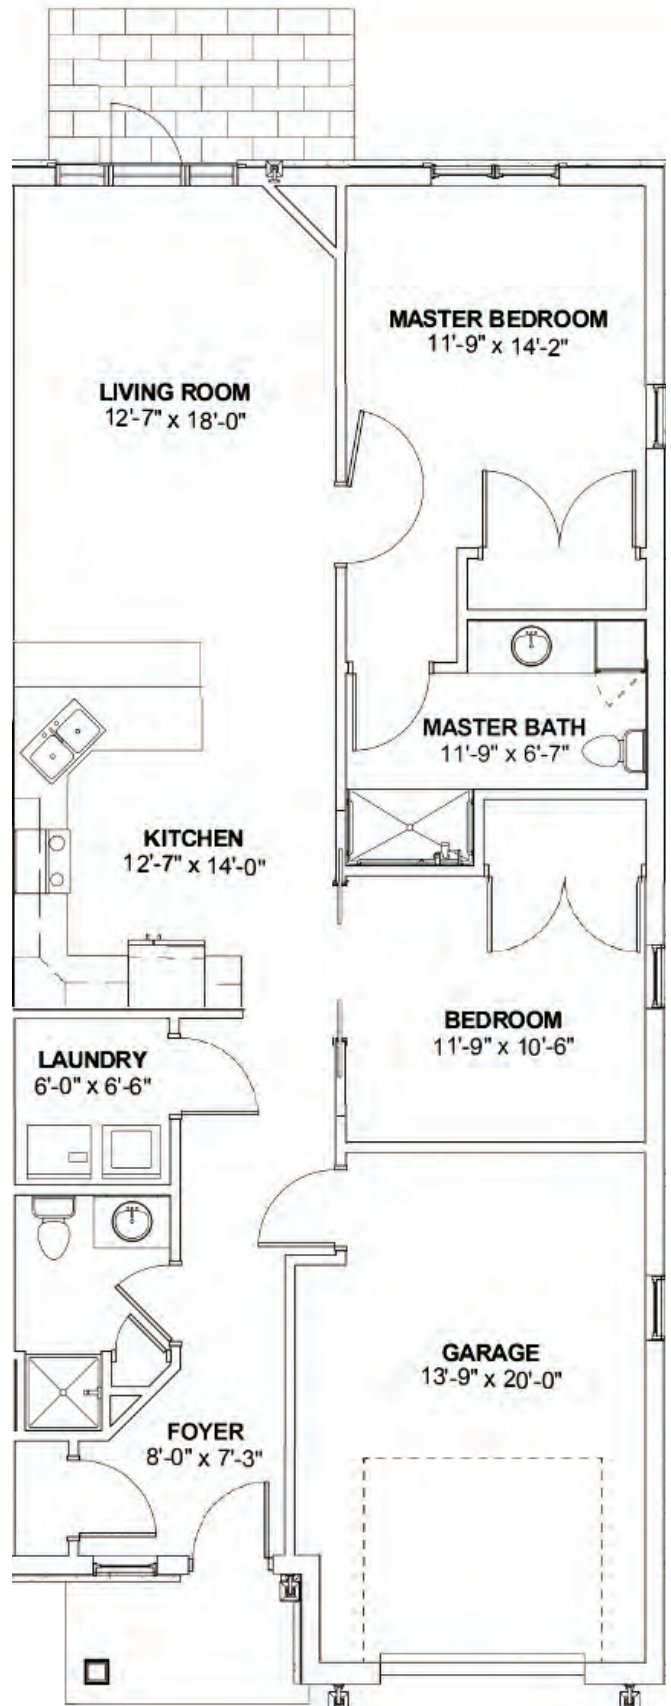 MASTER BEDROOM
11'-9" x 14'-2"
LIVING ROOM
12'-7" x 18'-0"
MASTER BATH
11'-9" x 6'-7"
KITCHEN
12'-7" x 14'-0"
BEDROOM
11'-9" x 10'-6"
LAUNDRY
6'-0" x 6'-6"
GARAGE
13'-9" x 20'-0"
FOYER
8'-0" x 7'-3"